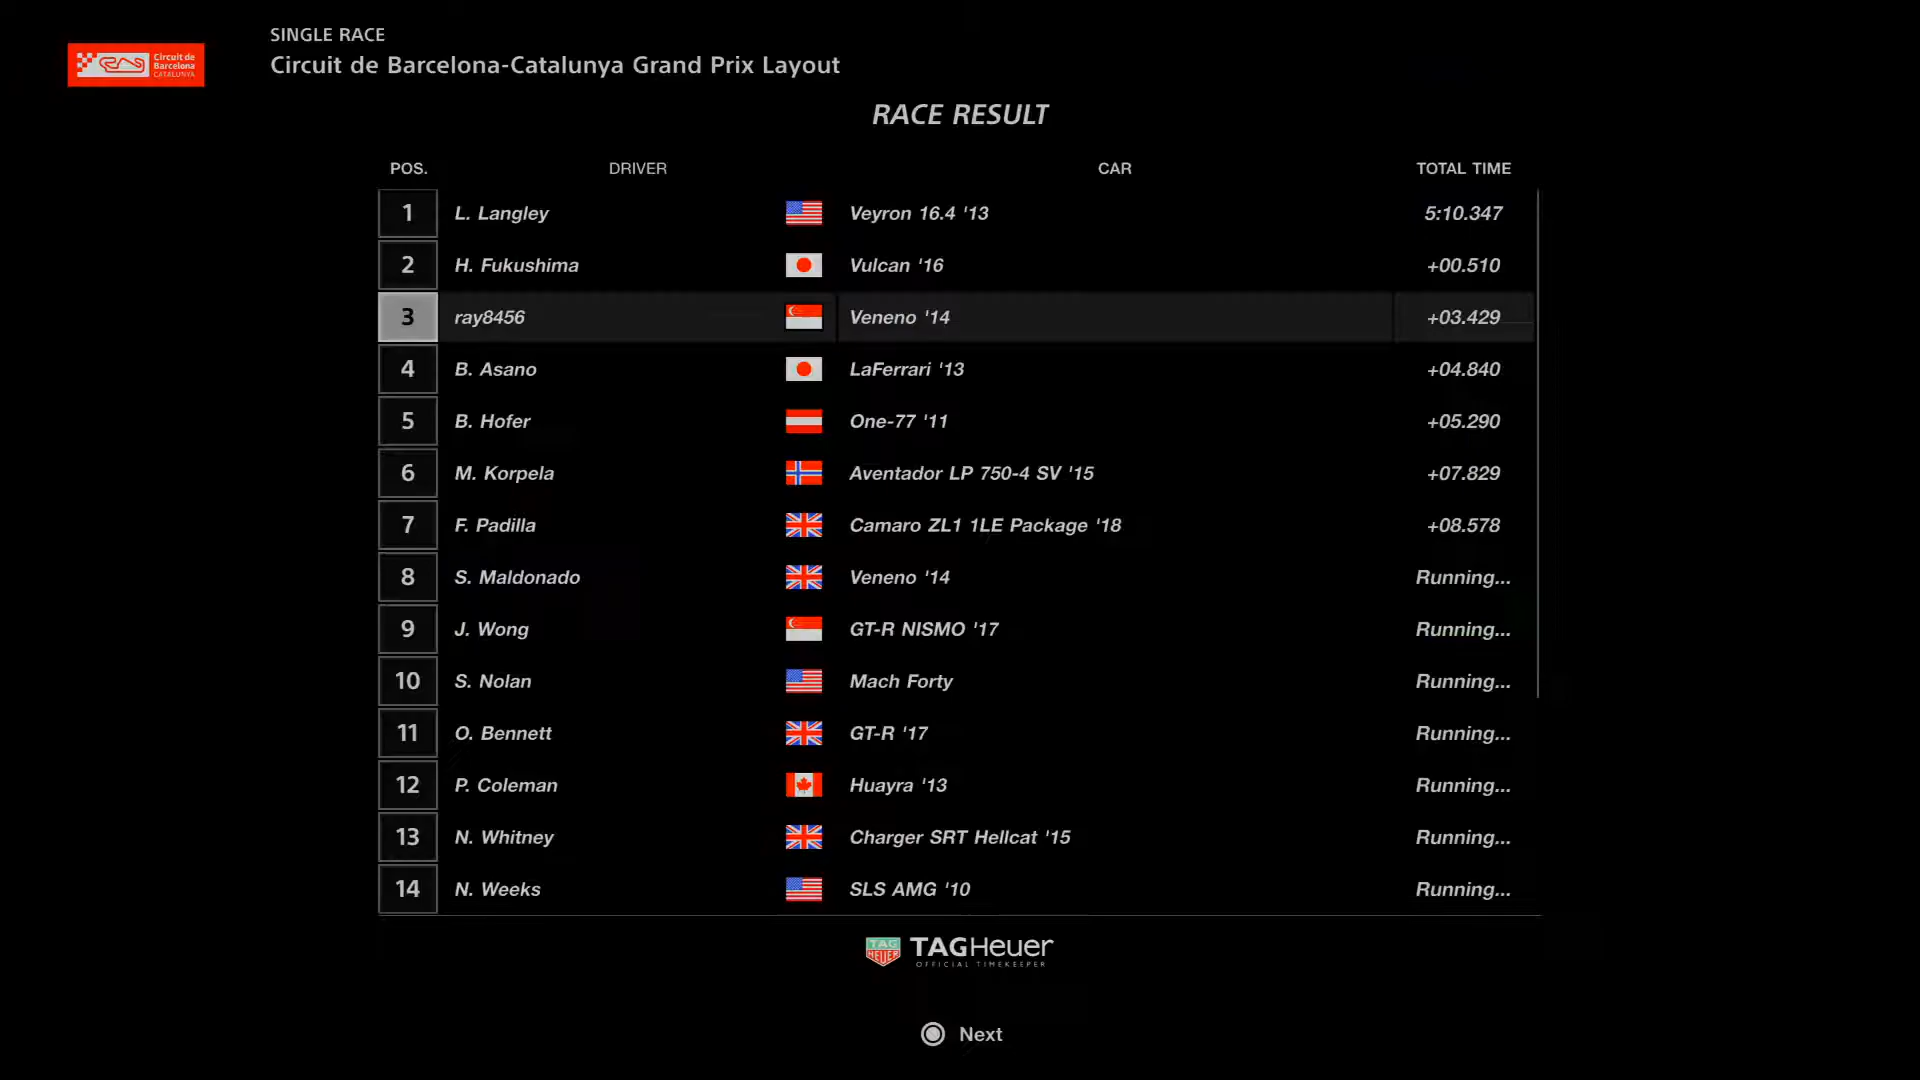 SINGLE RACE
Circuit de Barcelona-Catalunya Grand Prix Layout
Circuit de
Barcelona
CATALUNYA
RACE RESULT
POS. DRIVER CAR TOTAL TIME
1 L. Langley Veyron 16.4 '13 5:10.347
2 H. Fukushima Vulcan '16 +00.510
3 ray8456 Veneno '14 +03.429
4 B. Asano LaFerrari '13 +04.840
5 B. Hofer One-77 '11 +05.290
6 M. Korpela Aventador LP 750-4 SV '15 +07.829
7 F. Padilla Camaro ZL1 1LE Package '18 +08.578
8 S. Maldonado Veneno '14 Running...
9 J. Wong GT-R NISMO '17 Running...
10 S. Nolan Mach Forty Running...
11 O. Bennett GT-R '17 Running...
12 P. Coleman Huayra '13 Running...
13 N. Whitney Charger SRT Hellcat '15 Running...
14 N. Weeks SLS AMG '10 Running...
TAG HEUER TAGHeuer
OFFICIAL TIMEKEEPER
Next